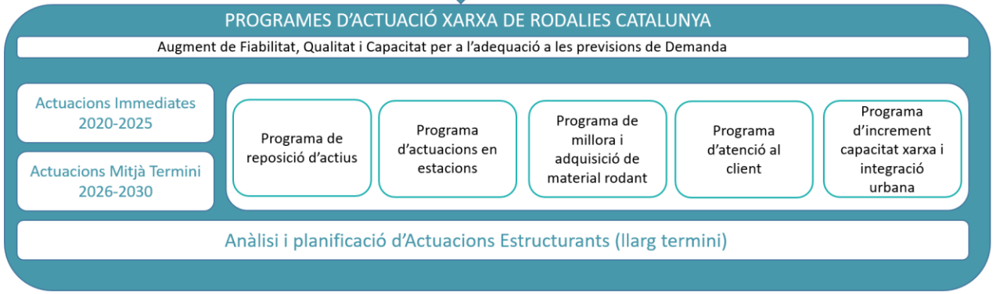 PROGRAMES D'ACTUACIÓ XARXA DE RODALIES CATALUNYA
Augment de Fiabilitat, Qualitat i Capacitat per a l'adequació a les previsions de Demanda
Actuacions Immediates
2020-2025
Actuacions Mitjà Termini
2026-2030
Programa de
reposició d'actius
Programa
d'actuacions en
estacions
Programa de
millora i
adquisició de
material rodant
Programa
d'atenció al
client
Programa
d'increment
capacitat xarxa i
integració
urbana
Anàlisi i planificació d'Actuacions Estructurants (llarg termini)